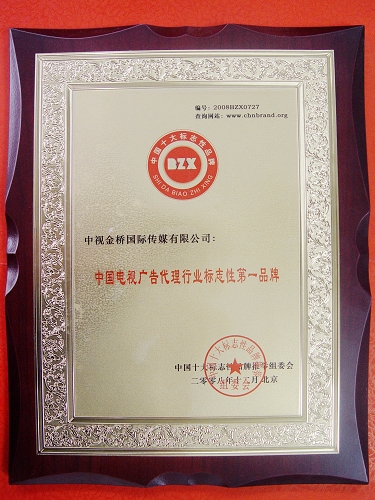 编号：2008BZX0727
查询网站：www.chnbrand.org
中国十大标志性品牌
BZX
SHI DA BIAO ZHI XING
中视金桥国际传媒有限公司：
中国电视广告代理行业标志性第一品牌
中国十大标志性品牌推举组委会
二零零八年十二月 北京
组委会